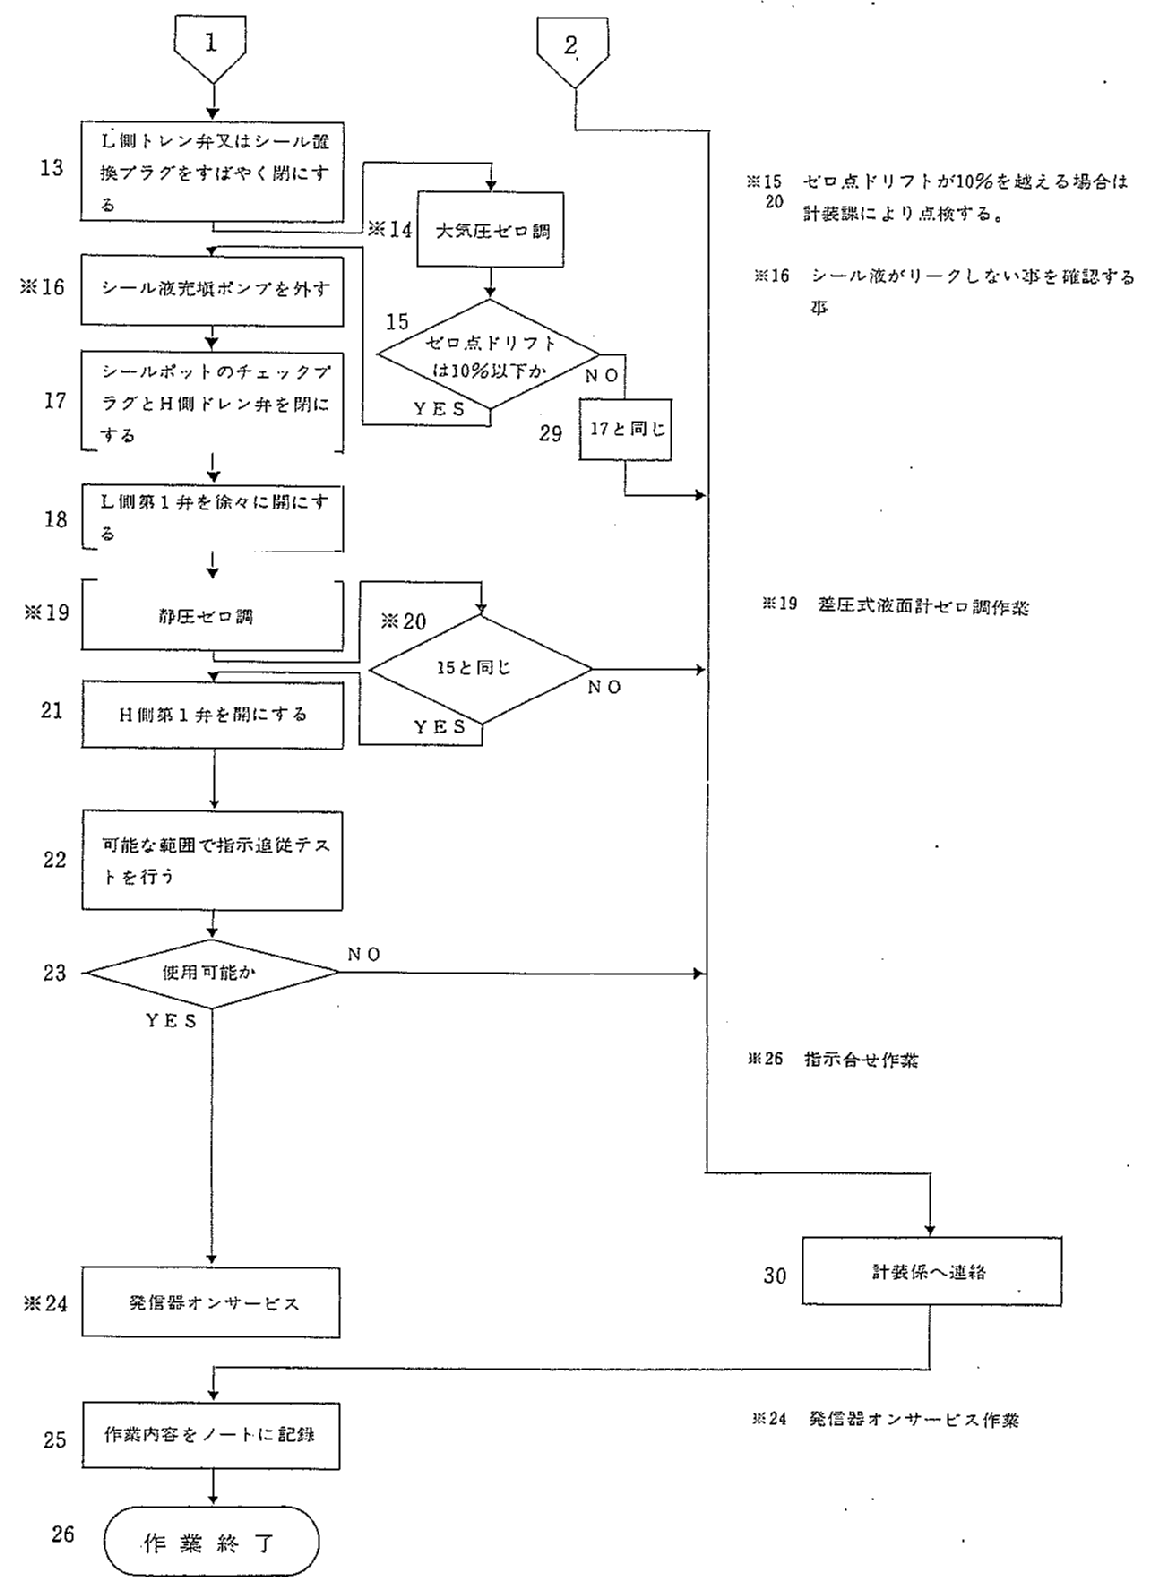 1
2
13
L側トレン弁又はシール置
換プラグをすばやく閉にす
る
※14
大気圧ゼロ調
※15 ゼロ点ドリフトが10%を越える場合は
20 計装課により点検する。
※16
シール液充填ポンプを外す
※16 シール液がリークしない事を確認する
事
15
ゼロ点ドリフト
は10%以下か
NO
YES
17
シールポットのチェックプ
ラグとH側ドレン弁を閉に
する
29
17と同じ
18
L側第1弁を徐々に開にす
る
※19
静圧ゼロ調
※20
15と同じ
NO
YES
※19 差圧式液面計ゼロ調作業
21
H側第1弁を開にする
22
可能な範囲で指示追従テス
トを行う
23
使用可能か
NO
YES
※26 指示合せ作業
30
計装係へ連絡
※24
発信器オンサービス
※24 発信器オンサービス作業
25
作業内容をノートに記録
26
作業終了